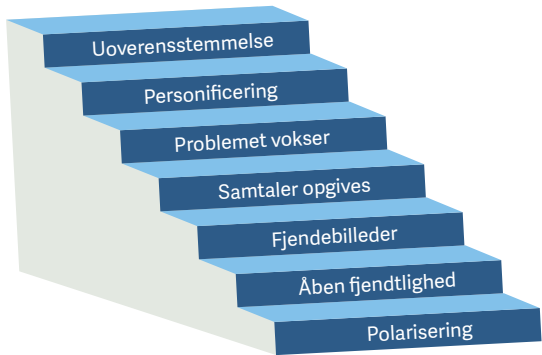 Uoverensstemmelse
Personificering
Problemet vokser
Samtaler opgives
Fjendebilleder
Åben fjendtlighed
Polarisering